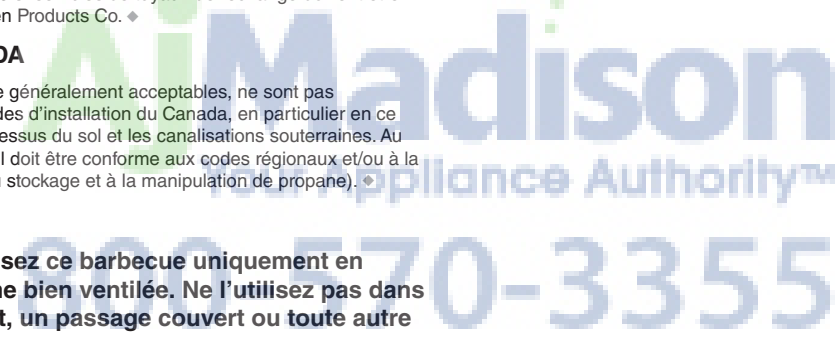 en Products Co. ◆
DA
e généralement acceptables, ne sont pas
des d'installation du Canada, en particulier en ce
essus du sol et les canalisations souterraines. Au
l doit être conforme aux codes régionaux et/ou à la
u stockage et à la manipulation de propane). ◆
sez ce barbecue uniquement en
ne bien ventilée. Ne l'utilisez pas dans
t, un passage couvert ou toute autre
AjMadison
Your Appliance Authority™
800-570-3355